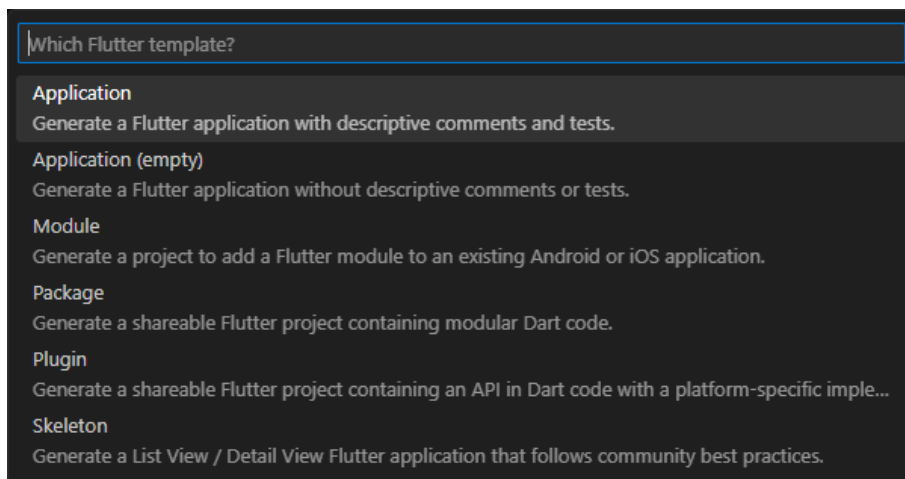 Which Flutter template?
Application
Generate a Flutter application with descriptive comments and tests.
Application (empty)
Generate a Flutter application without descriptive comments or tests.
Module
Generate a project to add a Flutter module to an existing Android or iOS application.
Package
Generate a shareable Flutter project containing modular Dart code.
Plugin
Generate a shareable Flutter project containing an API in Dart code with a platform-specific imple...
Skeleton
Generate a List View / Detail View Flutter application that follows community best practices.